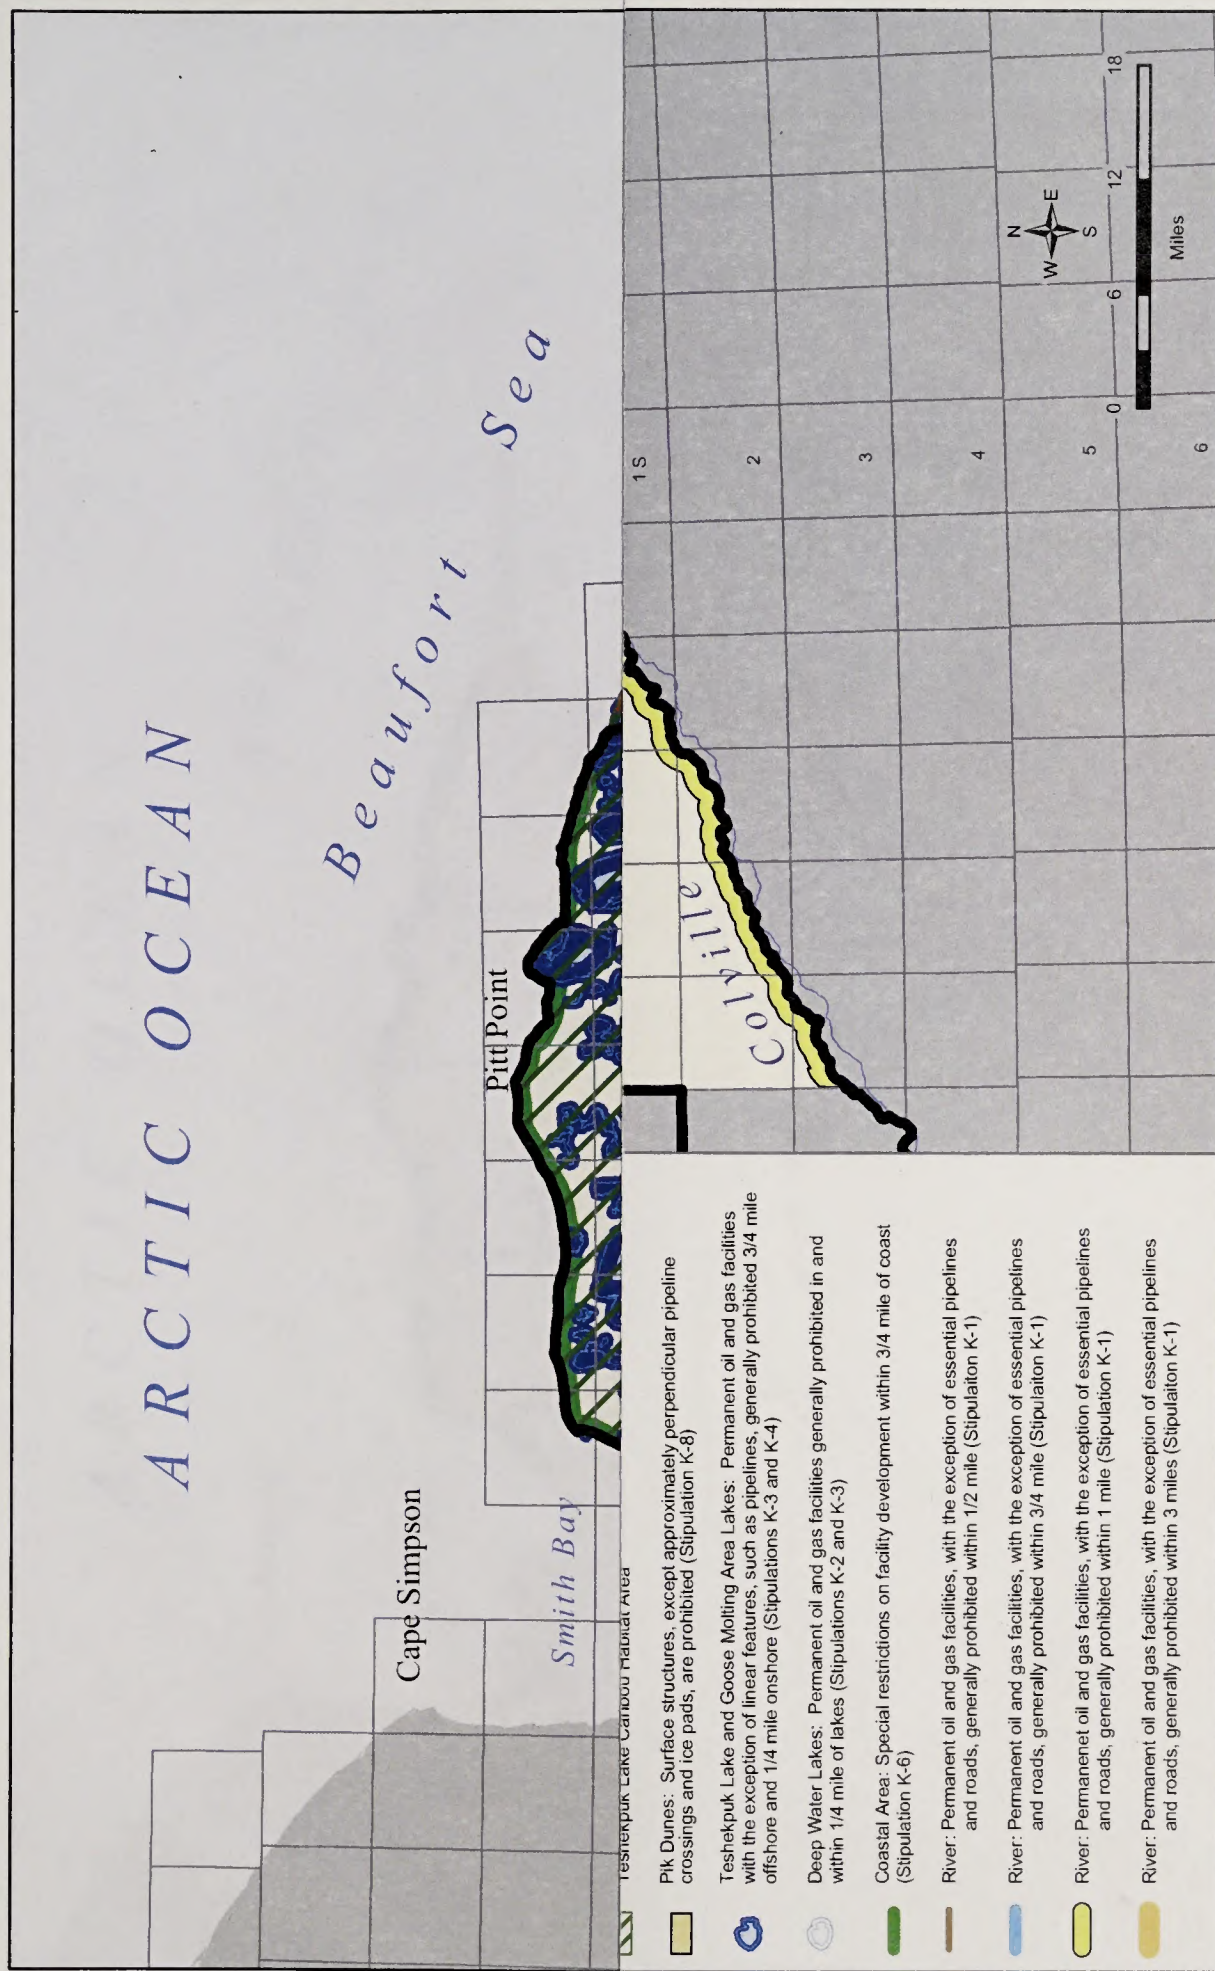 ARCTIC OCEAN
Beaufort Sea
Pitt Point
Cape Simpson
Smith Bay
Teshekpuk Lake Caribou Habitat Area
Pik Dunes: Surface structures, except approximately perpendicular pipeline
crossings and ice pads, are prohibited (Stipulation K-8)
Teshekpuk Lake and Goose Molting Area Lakes: Permanent oil and gas facilities
with the exception of linear features, such as pipelines, generally prohibited 3/4 mile
offshore and 1/4 mile onshore (Stipulations K-3 and K-4)
Deep Water Lakes: Permanent oil and gas facilities generally prohibited in and
within 1/4 mile of lakes (Stipulations K-2 and K-3)
Coastal Area: Special restrictions on facility development within 3/4 mile of coast
(Stipulation K-6)
River: Permanent oil and gas facilities, with the exception of essential pipelines
and roads, generally prohibited within 1/2 mile (Stipulaiton K-1)
River: Permanent oil and gas facilities, with the exception of essential pipelines
and roads, generally prohibited within 3/4 mile (Stipulaiton K-1)
River: Permanenet oil and gas facilities, with the exception of essential pipelines
and roads, generally prohibited within 1 mile (Stipulation K-1)
River: Permanent oil and gas facilities, with the exception of essential pipelines
and roads, generally prohibited within 3 miles (Stipulaiton K-1)
Colville
1 S
2
3
4
5
6
N
W E
S
0 6 12 18
Miles